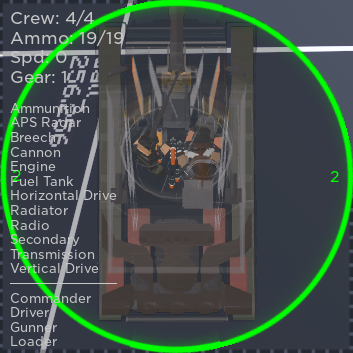 Crew: 4/4
Ammo: 19/19
Spd: 0
Gear: 1
Ammunition
APS Radar
Breech
Cannon
Engine
2
2
Fuel Tank
Horizontal Drive
Radiator
Radio
Secondary
Transmission
Vertical Drive
Commander
Driver
Gunner
Loader